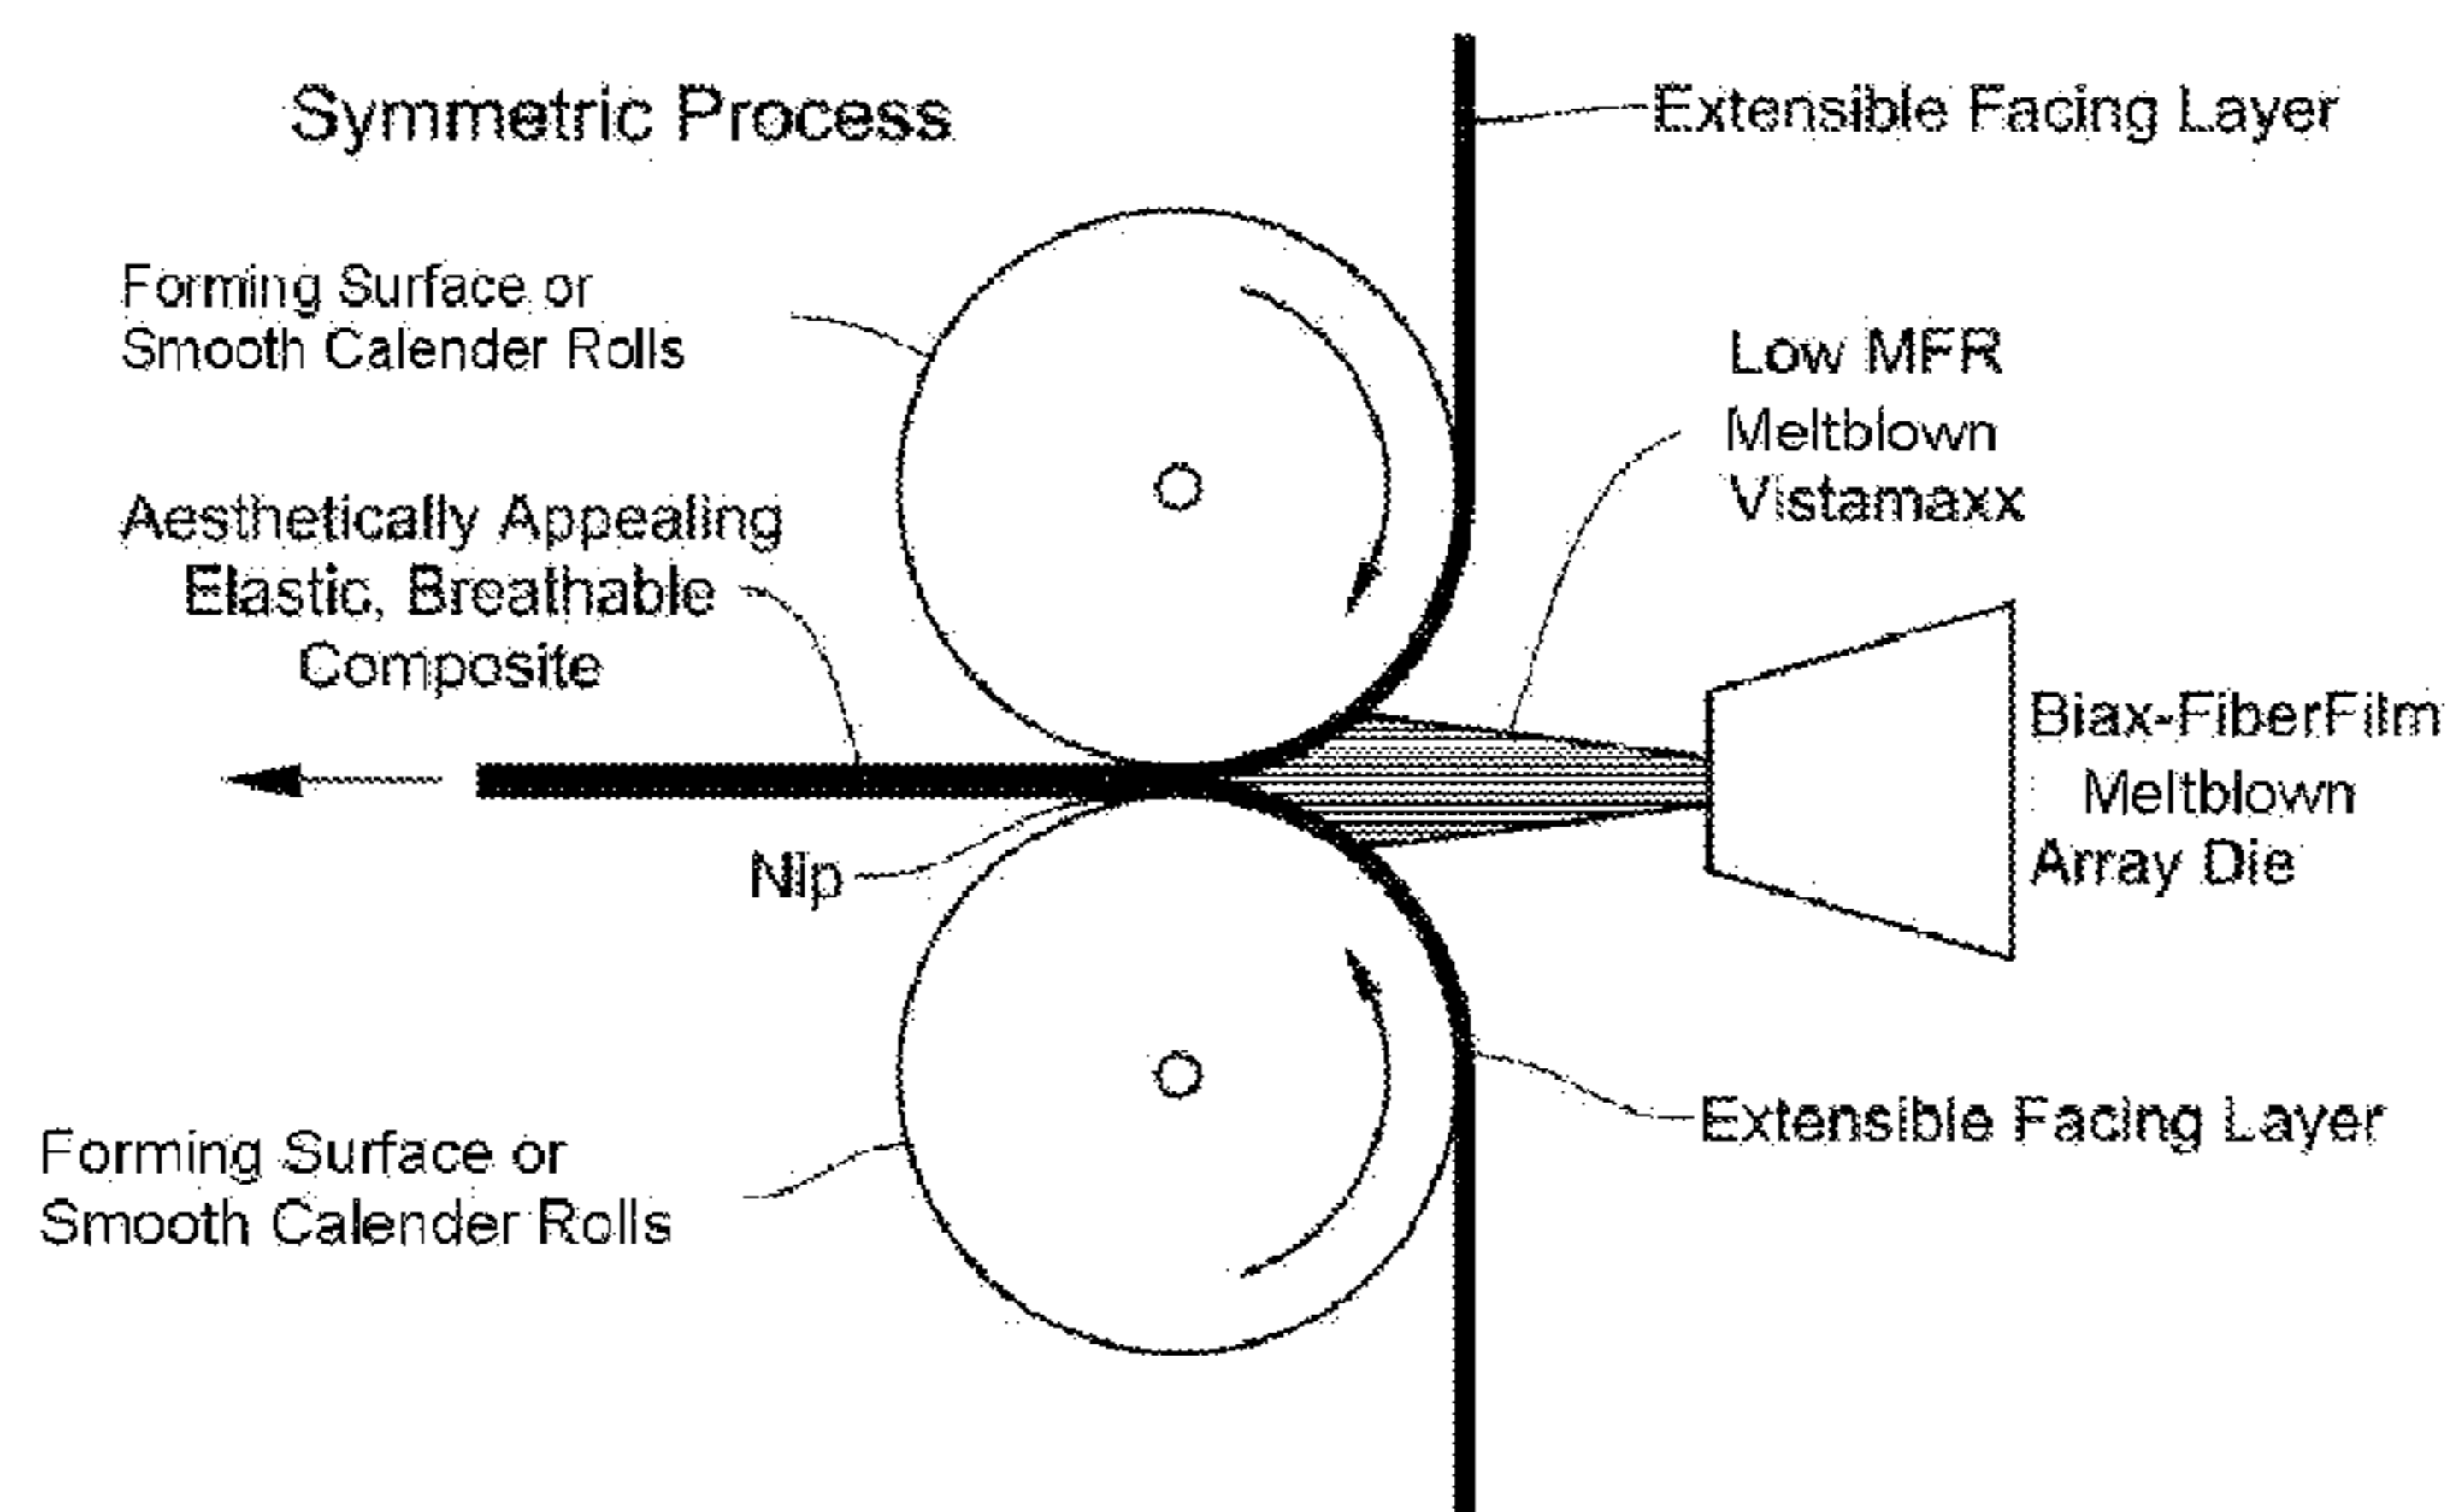 Symmetric Process
Extensible Facing Layer
Forming Surface or
Smooth Calender Rolls
Low MFR
Meltblown
Vistamaxx
Aesthetically Appealing
Elastic, Breathable
Composite
Biax-FiberFilm
Meltblown
Array Die
Nip
Extensible Facing Layer
Forming Surface or
Smooth Calender Rolls